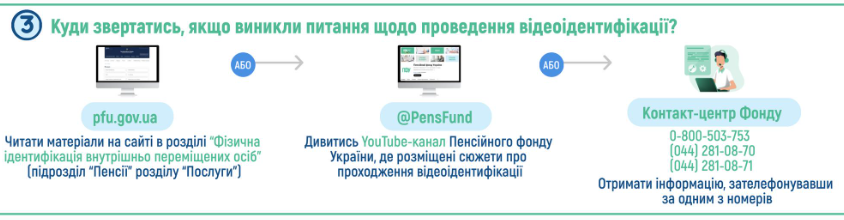 3 Куди звертатись, якщо виникли питання щодо проведення відеоідентифікації?
АБО
АБО
pfu.gov.ua
Читати матеріали на сайті в розділі “Фізична
ідентифікація внутрішньо переміщених осіб”
(підрозділ “Пенсії” розділу “Послуги”)
@PensFund
Дивитись YouTube-канал Пенсійного фонду
України, де розміщені сюжети про
проходження відеоідентифікації
Контакт-центр Фонду
0-800-503-753
(044) 281-08-70
(044) 281-08-71
Отримати інформацію, зателефонувавши
за одним з номерів